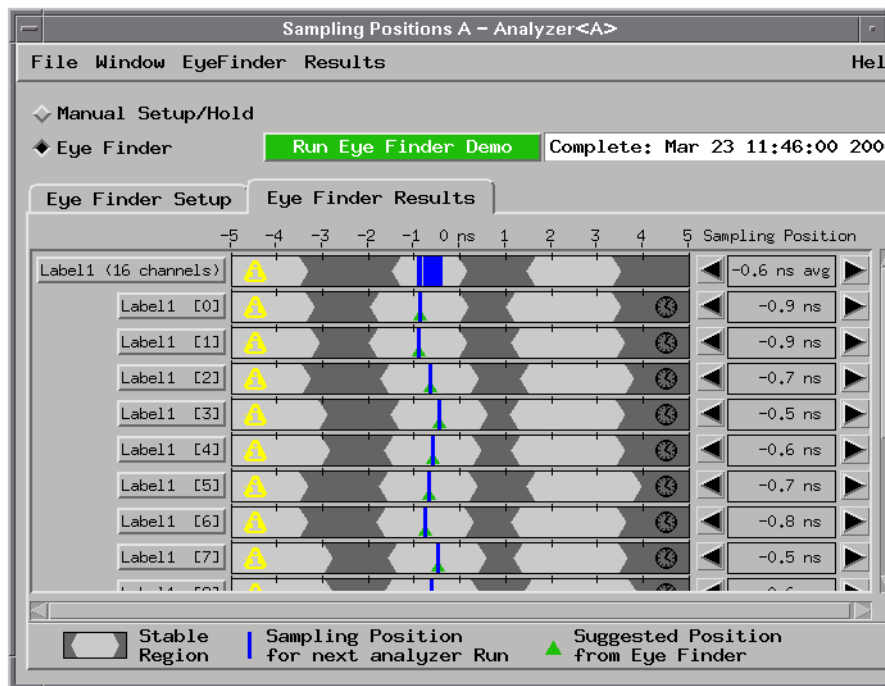 Sampling Positions A – Analyzer<A>
File Window EyeFinder Results Hel
Manual Setup/Hold
Eye Finder Run Eye Finder Demo Complete: Mar 23 11:46:00 200
Eye Finder Setup Eye Finder Results
-5 -4 -3 -2 -1 0 ns 1 2 3 4 5 Sampling Position
Label1 (16 channels) -0.6 ns avg
Label1 [0] -0.9 ns
Label1 [1] -0.9 ns
Label1 [2] -0.7 ns
Label1 [3] -0.5 ns
Label1 [4] -0.6 ns
Label1 [5] -0.7 ns
Label1 [6] -0.8 ns
Label1 [7] -0.5 ns
Stable Region
Sampling Position for next analyzer Run
Suggested Position from Eye Finder